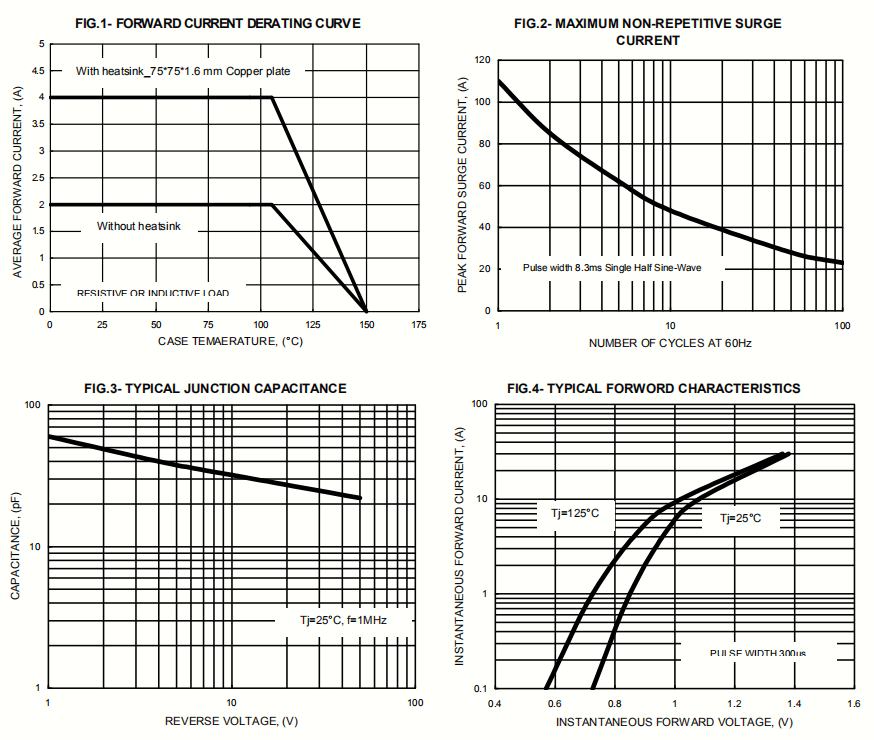 FIG.1- FORWARD CURRENT DERATING CURVE
AVERAGE FORWARD CURRENT, (A)
5
4.5
4
3.5
3
2.5
2
1.5
1
0.5
0
With heatsink_75*75*1.6 mm Copper plate
Without heatsink
RESISTIVE OR INDUCTIVE LOAD
0 25 50 75 100 125 150 175
CASE TEMAERATURE, (°C)
FIG.2- MAXIMUM NON-REPETITIVE SURGE
CURRENT
PEAK FORWARD SURGE CURRENT, (A)
120
100
80
60
40
20
0
Pulse width 8.3ms Single Half Sine-Wave
1 10 100
NUMBER OF CYCLES AT 60Hz
FIG.3- TYPICAL JUNCTION CAPACITANCE
CAPACITANCE, (pF)
100
10
1
Tj=25°C, f=1MHz
1 10 100
REVERSE VOLTAGE, (V)
FIG.4- TYPICAL FORWORD CHARACTERISTICS
INSTANTANEOUS FORWARD CURRENT, (A)
100
10
1
0.1
Tj=125°C
Tj=25°C
PULSE WIDTH 300us
0.4 0.6 0.8 1 1.2 1.4 1.6
INSTANTANEOUS FORWARD VOLTAGE, (V)